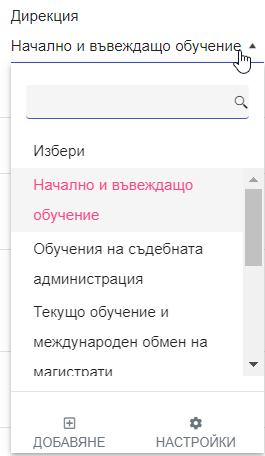 Дирекция
Начално и въвеждащо обучение
Избери
Начално и въвеждащо
обучение
Обучения на съдебната
администрация
Текущо обучение и
международен обмен на
магистрати
ДОБАВЯНЕ
НАСТРОЙКИ